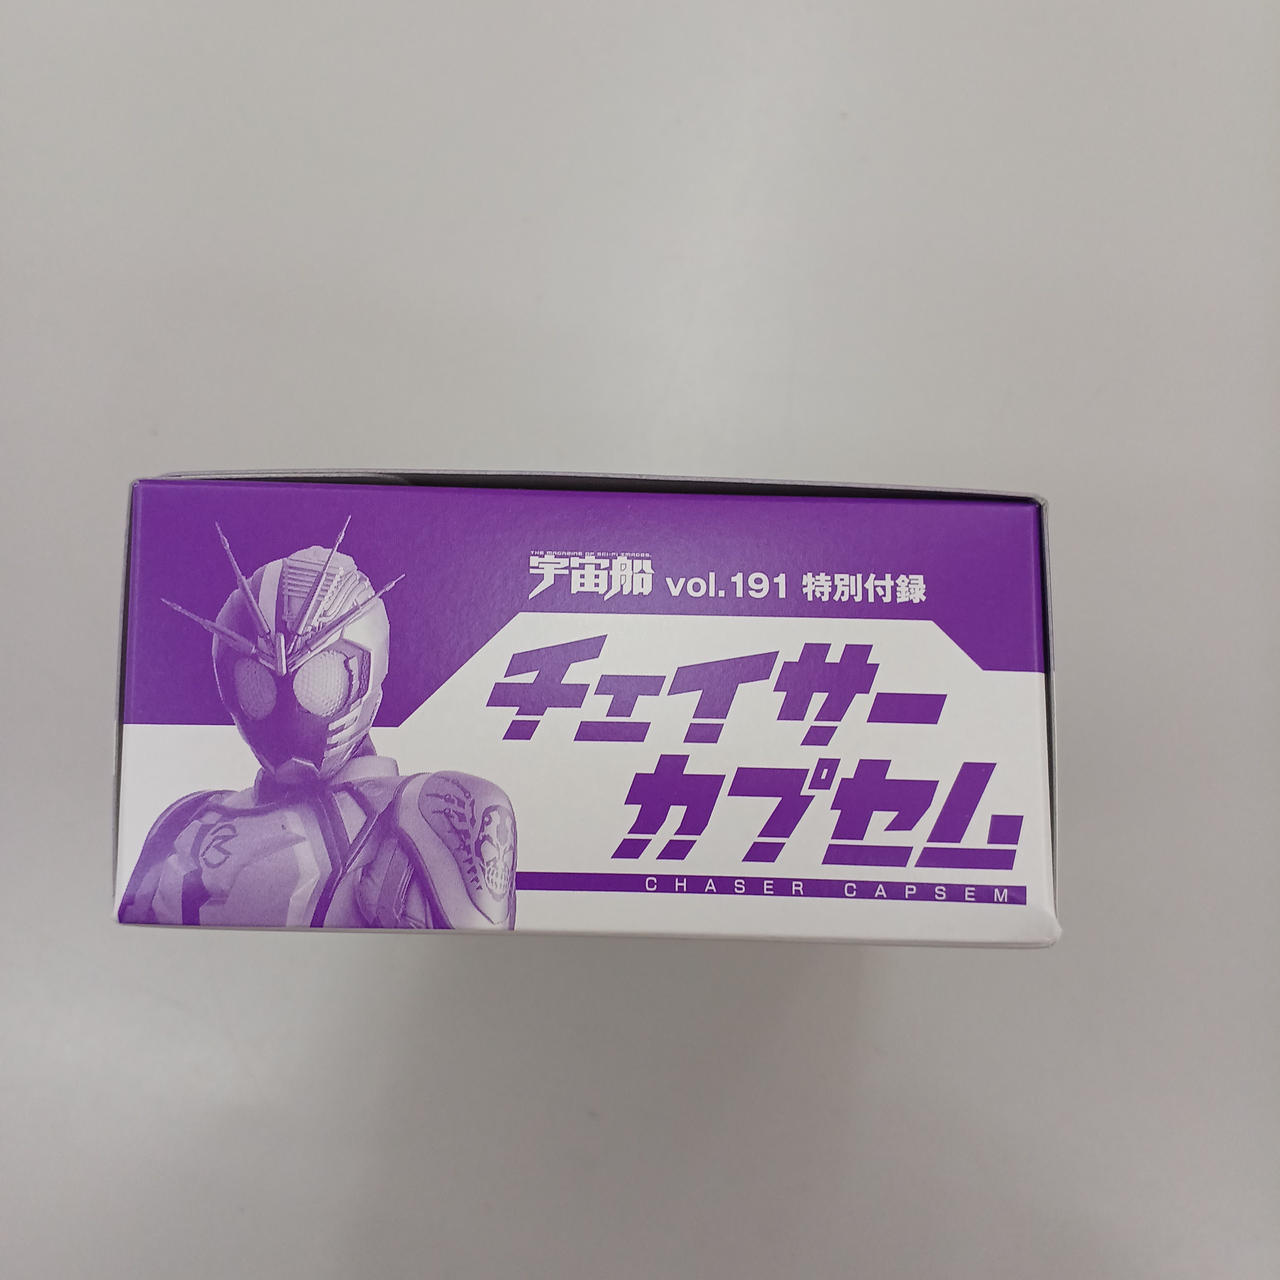 THE MAGAZINE OF SCI-FI IMAGES.
宇宙船 vol.191 特別付録
チェイサー
カプセム
CHASER CAPSEM